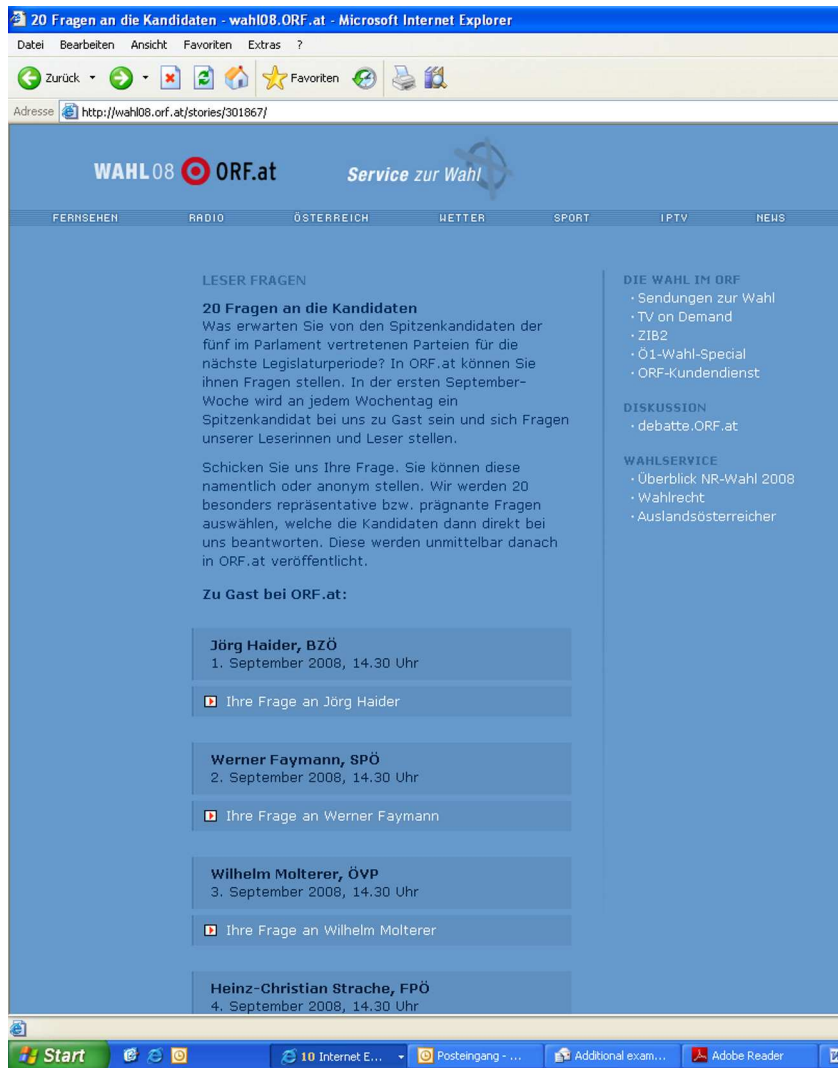 20 Fragen an die Kandidaten - wahl08.ORF.at - Microsoft Internet Explorer
Datei Bearbeiten Ansicht Favoriten Extras ?
Zurück Favoriten
Adresse http://wahl08.orf.at/stories/301867/
WAHL08 ORF.at Service zur Wahl
FERNSEHEN RADIO ÖSTERREICH WETTER SPORT IPTV NEWS
LESER FRAGEN
20 Fragen an die Kandidaten
Was erwarten Sie von den Spitzenkandidaten der
fünf im Parlament vertretenen Parteien für die
nächste Legislaturperiode? In ORF.at können Sie
ihnen Fragen stellen. In der ersten September-
Woche wird an jedem Wochentag ein
Spitzenkandidat bei uns zu Gast sein und sich Fragen
unserer Leserinnen und Leser stellen.
Schicken Sie uns Ihre Frage. Sie können diese
namentlich oder anonym stellen. Wir werden 20
besonders repräsentative bzw. prägnante Fragen
auswählen, welche die Kandidaten dann direkt bei
uns beantworten. Diese werden unmittelbar danach
in ORF.at veröffentlicht.
Zu Gast bei ORF.at:
Jörg Haider, BZÖ
1. September 2008, 14.30 Uhr
Ihre Frage an Jörg Haider
Werner Faymann, SPÖ
2. September 2008, 14.30 Uhr
Ihre Frage an Werner Faymann
Wilhelm Molterer, ÖVP
3. September 2008, 14.30 Uhr
Ihre Frage an Wilhelm Molterer
Heinz-Christian Strache, FPÖ
4. September 2008, 14.30 Uhr
DIE WAHL IM ORF
· Sendungen zur Wahl
· TV on Demand
· ZIB2
· Ö1-Wahl-Special
· ORF-Kundendienst
DISKUSSION
· debatte.ORF.at
WAHLSERVICE
· Überblick NR-Wahl 2008
· Wahlrecht
· Auslandsösterreicher
Start 10 Internet E... Posteingang - ... Additional exam... Adobe Reader